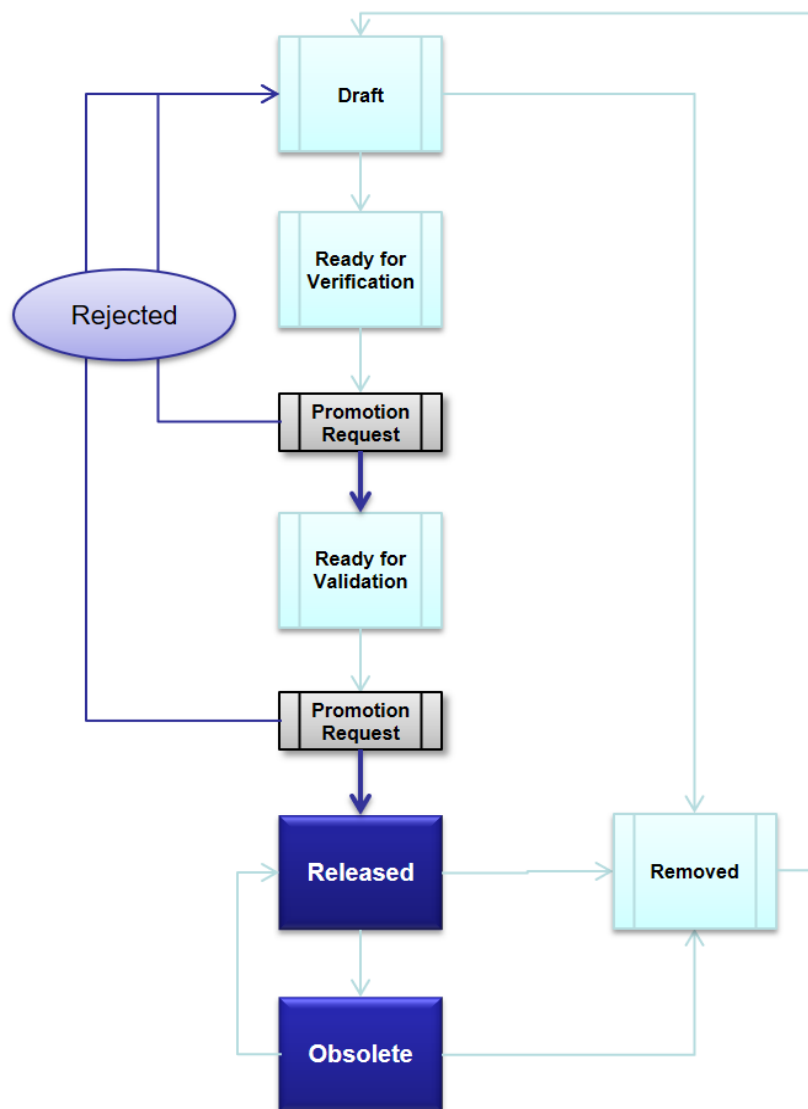 Draft
Ready for
Verification
Rejected
Promotion
Request
Ready for
Validation
Promotion
Request
Released
Removed
Obsolete